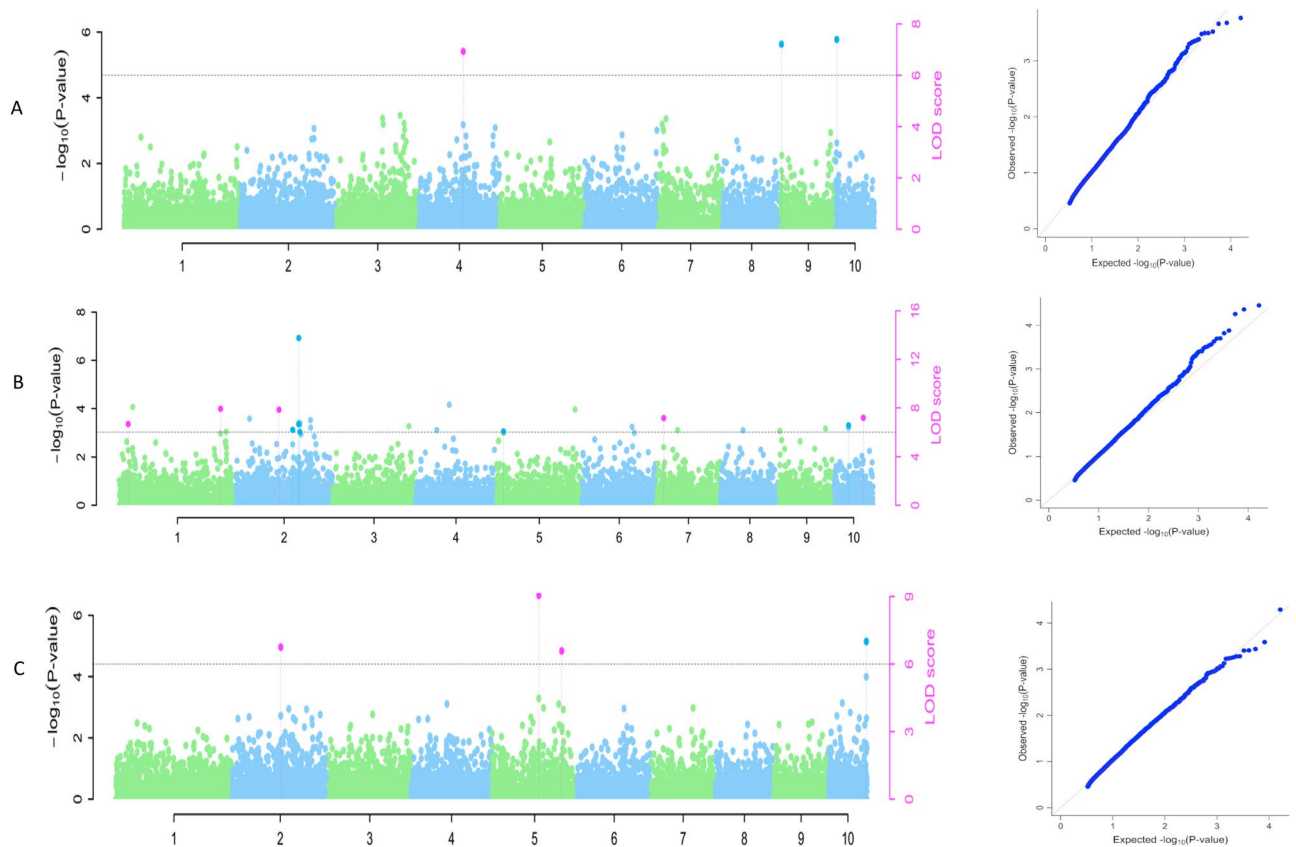 A
−log₁₀(P-value)
6
4
2
0
1 2 3 4 5 6 7 8 9 10
8
6
4
2
0
LOD score
Observed -log₁₀(P-value)
3
2
1
0
0 1 2 3 4
Expected -log₁₀(P-value)
B
−log₁₀(P-value)
8
6
4
2
0
1 2 3 4 5 6 7 8 9 10
16
12
8
4
0
LOD score
Observed -log₁₀(P-value)
4
3
2
1
0
0 1 2 3 4
Expected -log₁₀(P-value)
C
−log₁₀(P-value)
6
4
2
0
1 2 3 4 5 6 7 8 9 10
9
6
3
0
LOD score
Observed -log₁₀(P-value)
4
3
2
1
0
0 1 2 3 4
Expected -log₁₀(P-value)